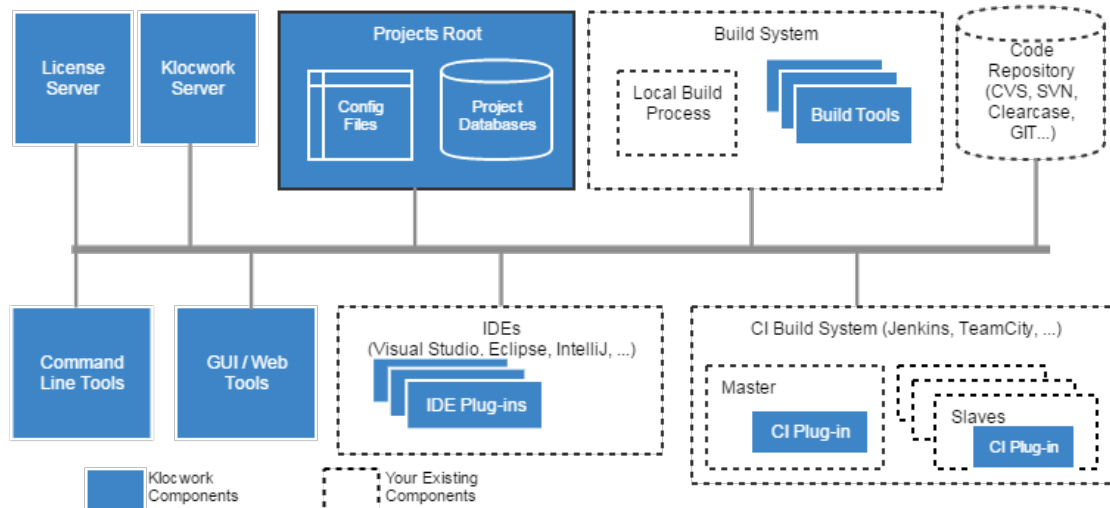 License
Server
Klocwork
Server
Projects Root
Config
Files
Project
Databases
Build System
Local Build
Process
Build Tools
Code
Repository
(CVS, SVN,
Clearcase,
GIT...)
Command
Line Tools
GUI / Web
Tools
IDEs
(Visual Studio. Eclipse, IntelliJ, ...)
IDE Plug-ins
CI Build System (Jenkins, TeamCity, ...)
Master
CI Plug-in
Slaves
CI Plug-in
Klocwork
Components
Your Existing
Components